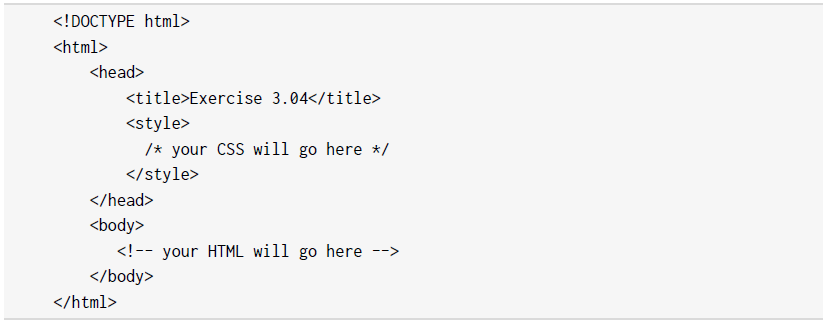 <!DOCTYPE html>
<html>
    <head>
        <title>Exercise 3.04</title>
        <style>
          /* your CSS will go here */
        </style>
    </head>
    <body>
       <!-- your HTML will go here -->
    </body>
</html>